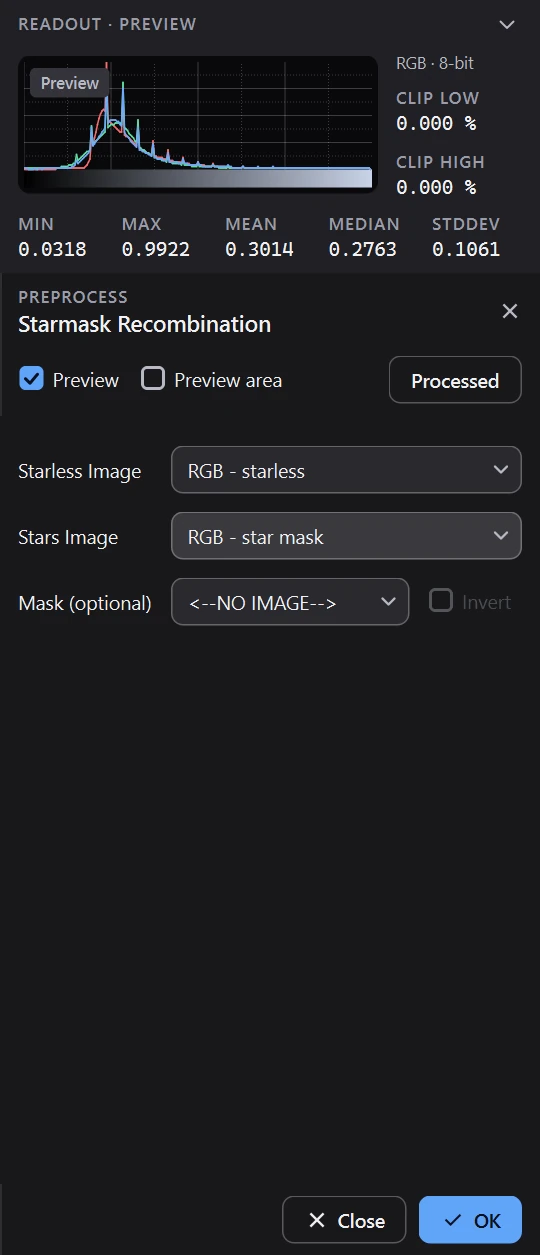 READOUT · PREVIEW
Preview
RGB · 8-bit
CLIP LOW
0.000 %
CLIP HIGH
0.000 %
MIN MAX MEAN MEDIAN STDDEV
0.0318 0.9922 0.3014 0.2763 0.1061
PREPROCESS
Starmask Recombination
Preview Preview area Processed
Starless Image RGB - starless
Stars Image RGB - star mask
Mask (optional) <--NO IMAGE--> Invert
Close OK